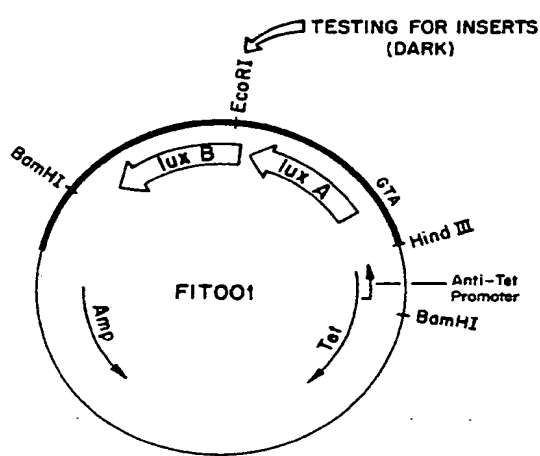 TESTING FOR INSERTS
(DARK)
EcoRI
BamHI
lux B
lux A
GTA
Hind III
Anti-Tet
Promoter
BamHI
FIT001
Amp
Tet